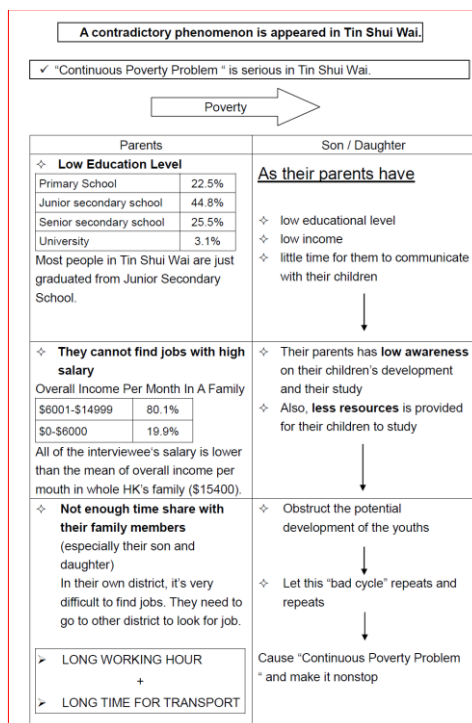 A contradictory phenomenon is appeared in Tin Shui Wai.
✓ “Continuous Poverty Problem “ is serious in Tin Shui Wai.
Poverty
Parents
✧ Low Education Level
Primary School 22.5%
Junior secondary school 44.8%
Senior secondary school 25.5%
University 3.1%
Most people in Tin Shui Wai are just
graduated from Junior Secondary
School.
Son / Daughter
As their parents have
✧ low educational level
✧ low income
✧ little time for them to communicate
with their children
✧ They cannot find jobs with high
salary
Overall Income Per Month In A Family
$6001-$14999 80.1%
$0-$6000 19.9%
All of the interviewee's salary is lower
than the mean of overall income per
mouth in whole HK's family ($15400).
✧ Their parents has low awareness
on their children's development
and their study
✧ Also, less resources is provided
for their children to study
✧ Not enough time share with
their family members
(especially their son and
daughter)
In their own district, it's very
difficult to find jobs. They need to
go to other district to look for job.
➢ LONG WORKING HOUR
+
➢ LONG TIME FOR TRANSPORT
✧ Obstruct the potential
development of the youths
✧ Let this “bad cycle” repeats and
repeats
Cause “Continuous Poverty Problem
“ and make it nonstop